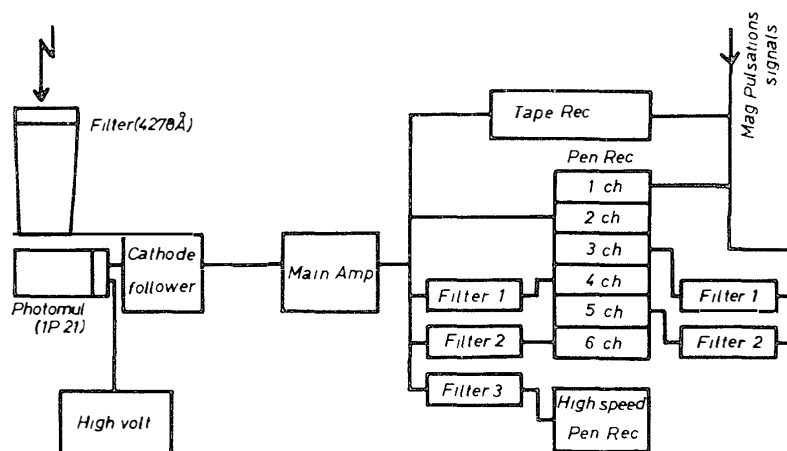 Filter(4278Å)
Mag Pulsations
signals
Tape Rec
Pen Rec
1 ch
2 ch
3 ch
4 ch
5 ch
6 ch
Cathode
follower
Main Amp
Photomul
(1P 21)
Filter 1
Filter 2
Filter 3
Filter 1
Filter 2
High volt
High speed
Pen Rec